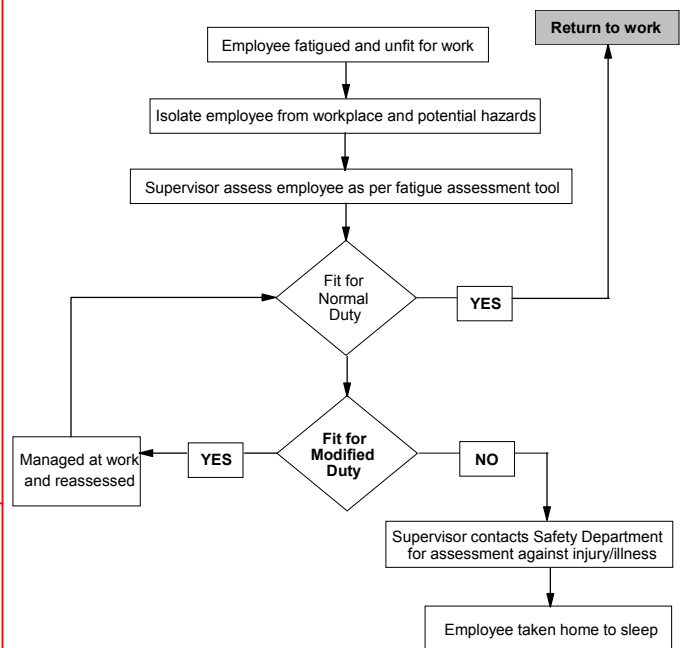 Return to work
Employee fatigued and unfit for work
Isolate employee from workplace and potential hazards
Supervisor assess employee as per fatigue assessment tool
Fit for
Normal
Duty
YES
Fit for
Modified
Duty
YES
NO
Managed at work
and reassessed
Supervisor contacts Safety Department
for assessment against injury/illness
Employee taken home to sleep